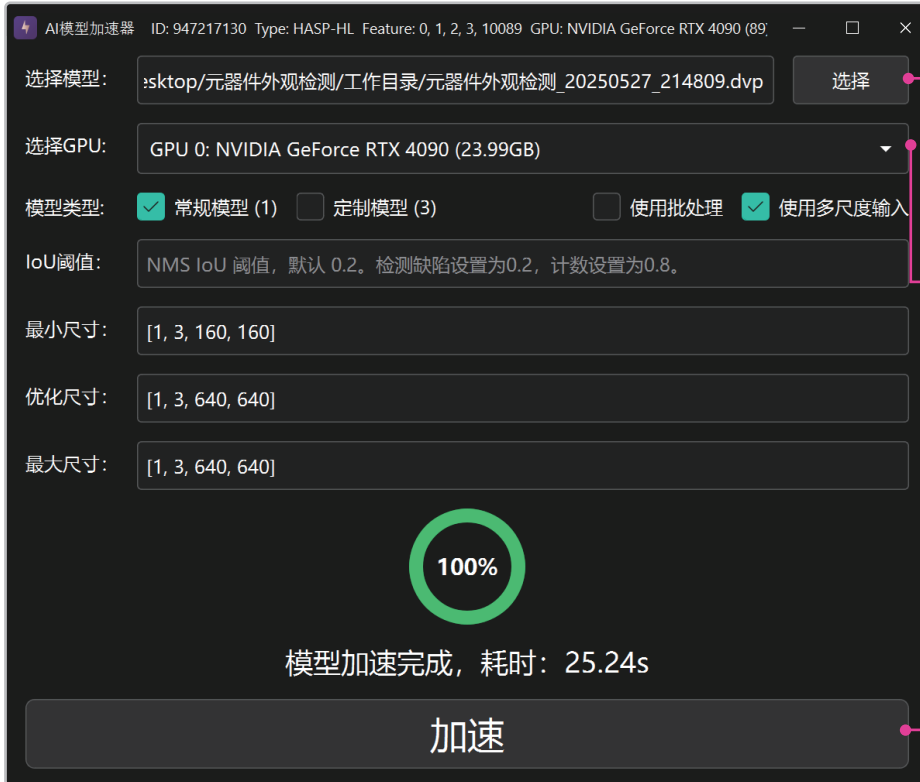 AI模型加速器 ID: 947217130 Type: HASP-HL Feature: 0, 1, 2, 3, 10089 GPU: NVIDIA GeForce RTX 4090 (89)
选择模型: esktop/元器件外观检测/工作目录/元器件外观检测_20250527_214809.dvp 选择
选择GPU: GPU 0: NVIDIA GeForce RTX 4090 (23.99GB)
模型类型: 常规模型 (1) 定制模型 (3) 使用批处理 使用多尺度输入
IoU阈值: NMS IoU 阈值，默认 0.2。检测缺陷设置为0.2，计数设置为0.8。
最小尺寸: [1, 3, 160, 160]
优化尺寸: [1, 3, 640, 640]
最大尺寸: [1, 3, 640, 640]
100%
模型加速完成，耗时：25.24s
加速